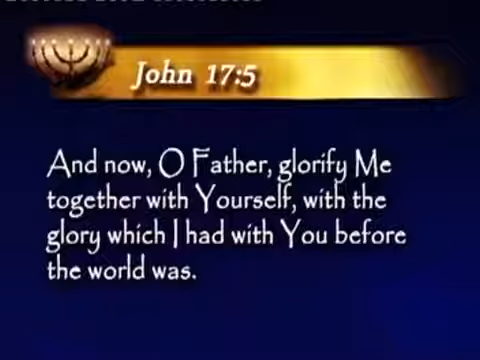 John 17:5
And now, O Father, glorify Me
together with Yourself, with the
glory which I had with You before
the world was.